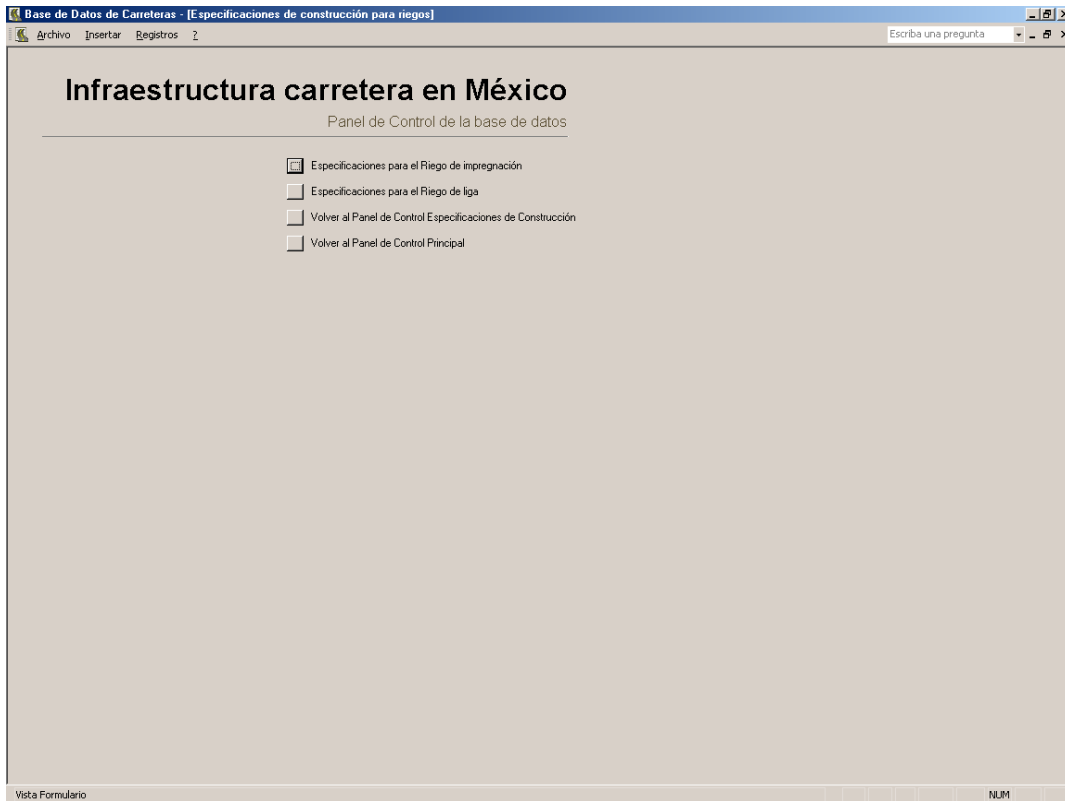 Base de Datos de Carreteras - [Especificaciones de construcción para riegos]
Archivo Insertar Registros ? Escriba una pregunta
Infraestructura carretera en México
Panel de Control de la base de datos
Especificaciones para el Riego de impregnación
Especificaciones para el Riego de liga
Volver al Panel de Control Especificaciones de Construcción
Volver al Panel de Control Principal
Vista Formulario NUM